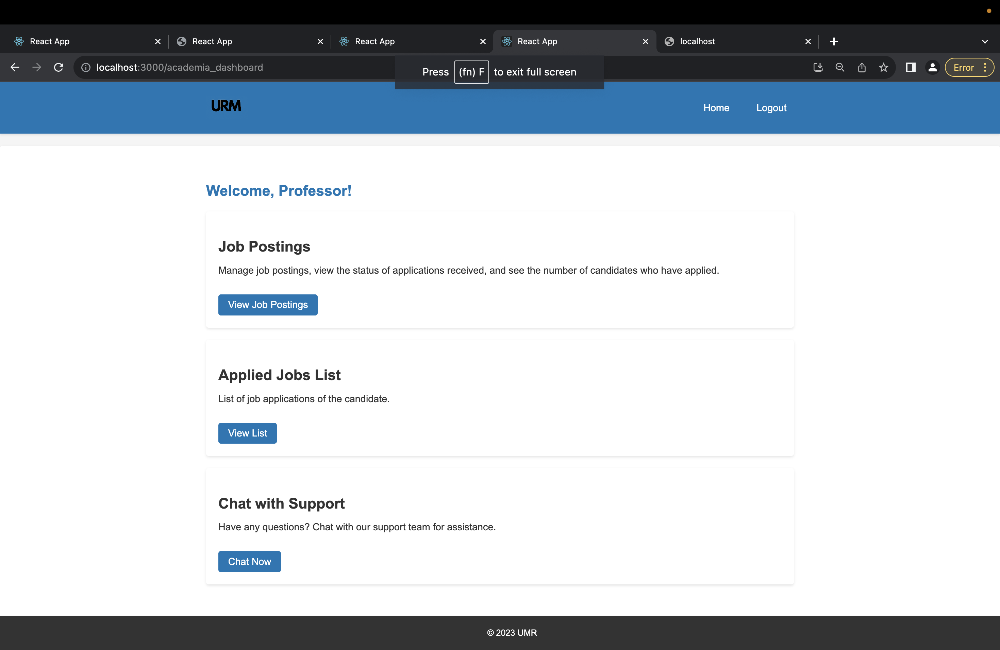 React App
React App
React App
React App
localhost
localhost:3000/academia_dashboard
Error
Press (fn) F to exit full screen
URM
Home
Logout
Welcome, Professor!
Job Postings
Manage job postings, view the status of applications received, and see the number of candidates who have applied.
View Job Postings
Applied Jobs List
List of job applications of the candidate.
View List
Chat with Support
Have any questions? Chat with our support team for assistance.
Chat Now
© 2023 UMR